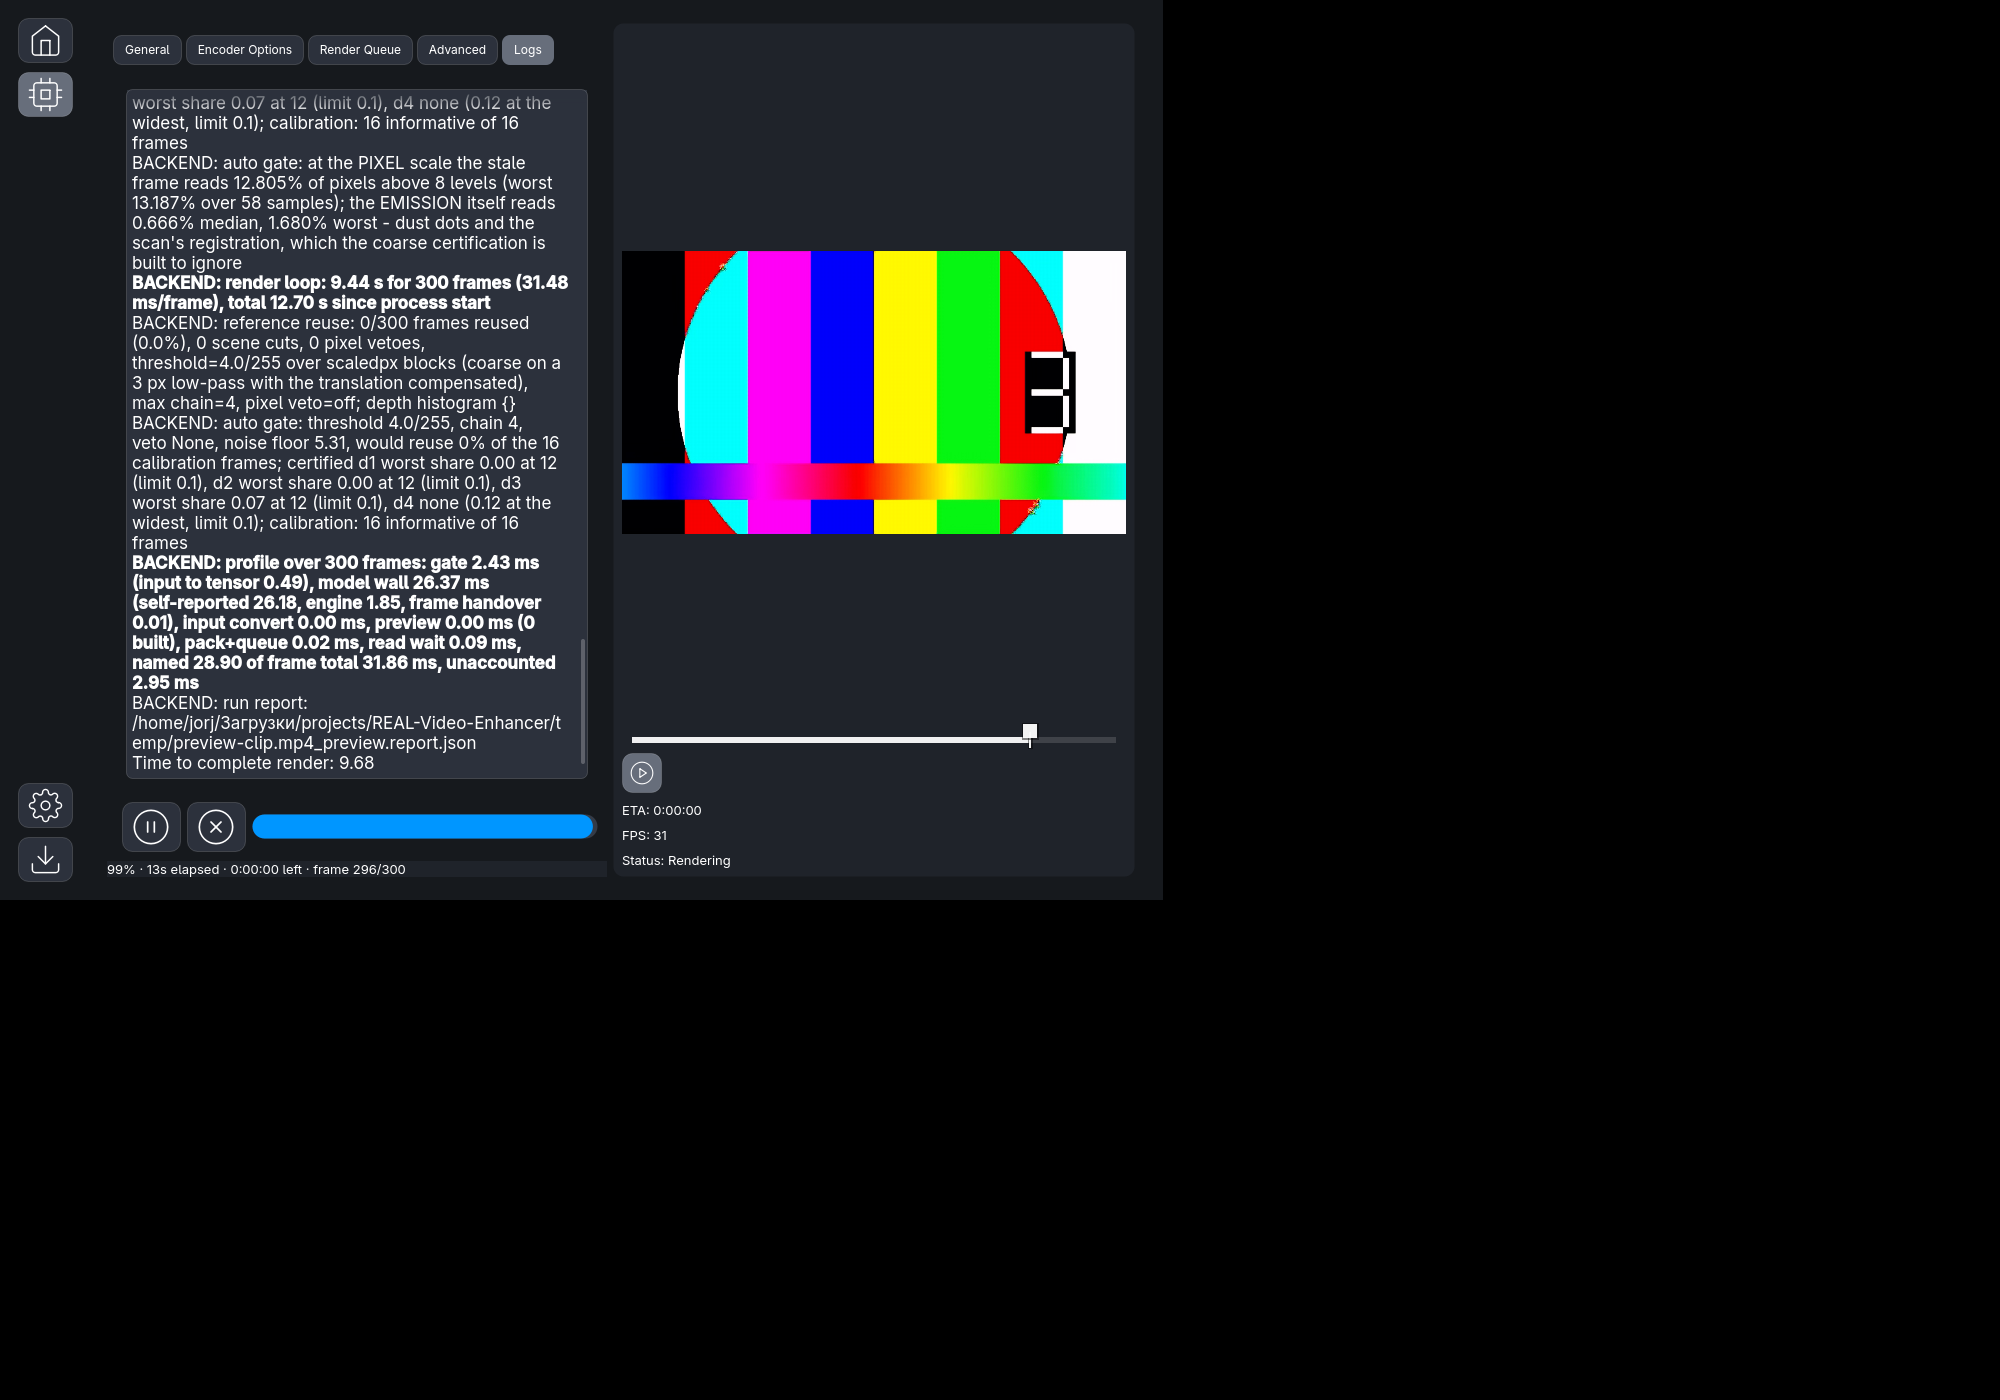 General
Encoder Options
Render Queue
Advanced
Logs
worst share 0.07 at 12 (limit 0.1), d4 none (0.12 at the
widest, limit 0.1); calibration: 16 informative of 16
frames
BACKEND: auto gate: at the PIXEL scale the stale
frame reads 12.805% of pixels above 8 levels (worst
13.187% over 58 samples); the EMISSION itself reads
0.666% median, 1.680% worst - dust dots and the
scan's registration, which the coarse certification is
built to ignore
BACKEND: render loop: 9.44 s for 300 frames (31.48
ms/frame), total 12.70 s since process start
BACKEND: reference reuse: 0/300 frames reused
(0.0%), 0 scene cuts, 0 pixel vetoes,
threshold=4.0/255 over scaledpx blocks (coarse on a
3 px low-pass with the translation compensated),
max chain=4, pixel veto=off; depth histogram {}
BACKEND: auto gate: threshold 4.0/255, chain 4,
veto None, noise floor 5.31, would reuse 0% of the 16
calibration frames; certified d1 worst share 0.00 at 12
(limit 0.1), d2 worst share 0.00 at 12 (limit 0.1), d3
worst share 0.07 at 12 (limit 0.1), d4 none (0.12 at the
widest, limit 0.1); calibration: 16 informative of 16
frames
BACKEND: profile over 300 frames: gate 2.43 ms
(input to tensor 0.49), model wall 26.37 ms
(self-reported 26.18, engine 1.85, frame handover
0.01), input convert 0.00 ms, preview 0.00 ms (0
built), pack+queue 0.02 ms, read wait 0.09 ms,
named 28.90 of frame total 31.86 ms, unaccounted
2.95 ms
BACKEND: run report:
/home/jorj/Загрузки/projects/REAL-Video-Enhancer/t
emp/preview-clip.mp4_preview.report.json
Time to complete render: 9.68
99% · 13s elapsed · 0:00:00 left · frame 296/300
3
ETA: 0:00:00
FPS: 31
Status: Rendering